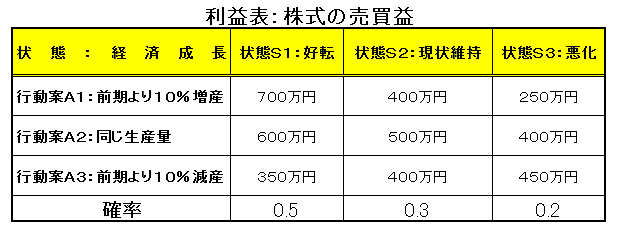 利益表：株式の売買益
状態：経済成長 状態Ｓ１：好転 状態Ｓ２：現状維持 状態Ｓ３：悪化
行動案Ａ１：前期より１０％増産 700万円 400万円 250万円
行動案Ａ２：同じ生産量 600万円 500万円 400万円
行動案Ａ３：前期より１０％減産 350万円 400万円 450万円
確率 0.5 0.3 0.2